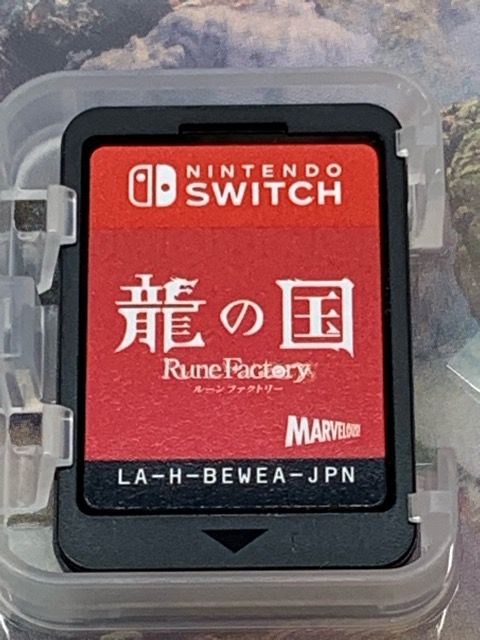 NINTENDO
SWITCH
龍の国
Rune Factory
ルーンファクトリー
MARVELOUS!
LA-H-BEWEA-JPN